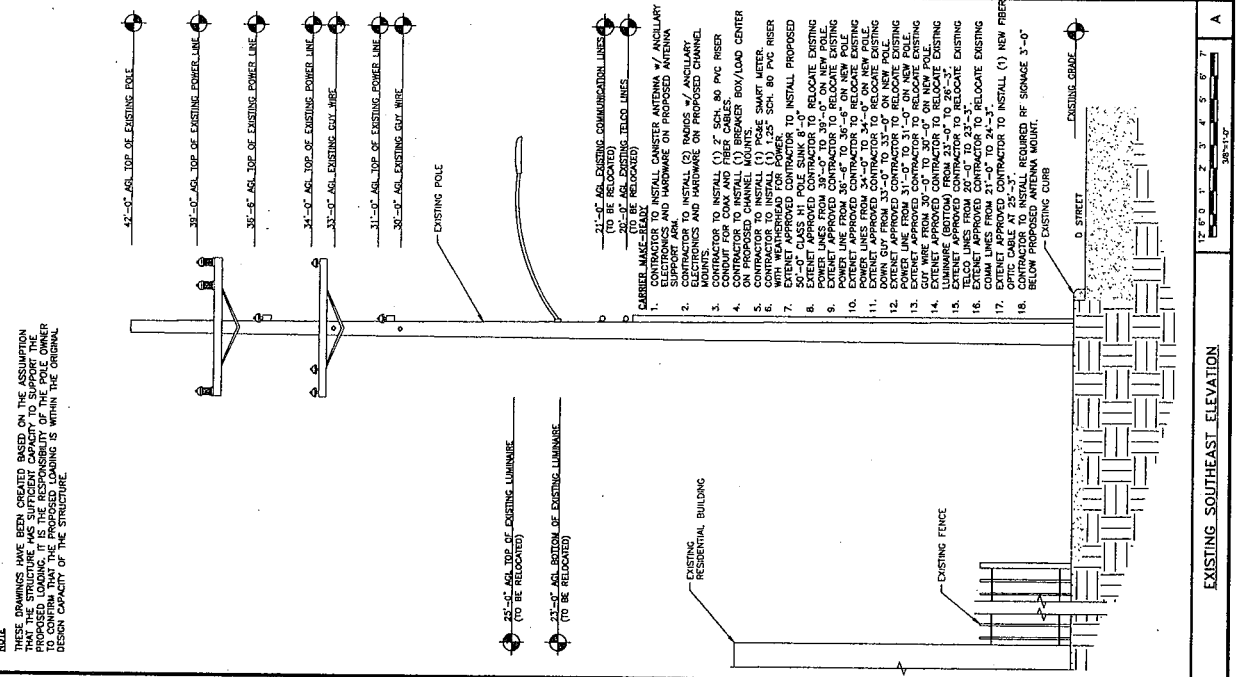 NOTE
THESE DRAWINGS HAVE BEEN CREATED BASED ON THE ASSUMPTION
THAT THE STRUCTURE HAS SUFFICIENT CAPACITY TO SUPPORT THE
PROPOSED LOADING. IT IS THE RESPONSIBILITY OF THE POLE OWNER
TO CONFIRM THAT THE PROPOSED LOADING IS WITHIN THE ORIGINAL
DESIGN CAPACITY OF THE STRUCTURE.
42'-0" AGL TOP OF EXISTING POLE
39'-0" AGL EXISTING POWER LINE
36'-6" AGL EXISTING POWER LINE
34'-0" AGL EXISTING POWER LINE
33'-0" AGL EXISTING GUY WIRE
31'-0" AGL EXISTING POWER LINE
30'-0" AGL EXISTING GUY WIRE
EXISTING POLE
25'-0" AGL TOP OF EXISTING LUMINAIRE
(TO BE RELOCATED)
23'-0" AGL BOTTOM OF EXISTING LUMINAIRE
(TO BE RELOCATED)
21'-0" AGL EXISTING COMMUNICATION LINES
(TO BE RELOCATED)
20'-0" AGL EXISTING TELCO LINES
(TO BE RELOCATED)
CARRIER MAKE-READY
1. CONTRACTOR TO INSTALL CANISTER ANTENNA w/ ANCILLARY
ELECTRONICS AND HARDWARE ON PROPOSED ANTENNA
SUPPORT ARM.
2. CONTRACTOR TO INSTALL (2) RADIOS w/ ANCILLARY
ELECTRONICS AND HARDWARE ON PROPOSED CHANNEL
MOUNTS.
3. CONTRACTOR TO INSTALL (1) 2" SCH. 80 PVC RISER
CONDUIT FOR COAX AND FIBER CABLES.
4. CONTRACTOR TO INSTALL (1) BREAKER BOX/LOAD CENTER
ON PROPOSED CHANNEL MOUNTS.
5. CONTRACTOR TO INSTALL (1) PG&E SMART METER.
6. CONTRACTOR TO INSTALL (1) 1.25" SCH. 80 PVC RISER
WITH WEATHERHEAD FOR POWER.
7. EXTENET APPROVED CONTRACTOR TO INSTALL PROPOSED
50'-0" CLASS H1 POLE SUNK 8'-0"
8. EXTENET APPROVED CONTRACTOR TO RELOCATE EXISTING
POWER LINES FROM 39'-0" TO 39'-0" ON NEW POLE.
9. EXTENET APPROVED CONTRACTOR TO RELOCATE EXISTING
POWER LINE FROM 36'-6" TO 36'-6" ON NEW POLE
10. EXTENET APPROVED CONTRACTOR TO RELOCATE EXISTING
POWER LINES FROM 34'-0" TO 34'-0" ON NEW POLE.
11. EXTENET APPROVED CONTRACTOR TO RELOCATE EXISTING
DOWN GUY FROM 33'-0" TO 33'-0" ON NEW POLE.
12. EXTENET APPROVED CONTRACTOR TO RELOCATE EXISTING
POWER LINE FROM 31'-0" TO 31'-0" ON NEW POLE.
13. EXTENET APPROVED CONTRACTOR TO RELOCATE EXISTING
GUY WIRE FROM 30'-0" TO 30'-0" ON NEW POLE.
14. EXTENET APPROVED CONTRACTOR TO RELOCATE EXISTING
LUMINAIRE (BOTTOM) FROM 23'-0" TO 26'-3".
15. EXTENET APPROVED CONTRACTOR TO RELOCATE EXISTING
TELCO LINES FROM 20'-0" TO 23'-3".
16. EXTENET APPROVED CONTRACTOR TO RELOCATE EXISTING
COMM LINES FROM 21'-0" TO 24'-3".
17. EXTENET APPROVED CONTRACTOR TO INSTALL (1) NEW FIBER
OPTIC CABLE AT 25'-3".
18. CONTRACTOR TO INSTALL REQUIRED RF SIGNAGE 3'-0"
BELOW PROPOSED ANTENNA MOUNT.
EXISTING RESIDENTIAL BUILDING
EXISTING FENCE
EXISTING CURB
D STREET
EXISTING GRADE
EXISTING SOUTHEAST ELEVATION
12" 6" 0 1' 2' 3' 4' 5' 6' 7'
3/8"=1'-0"
A